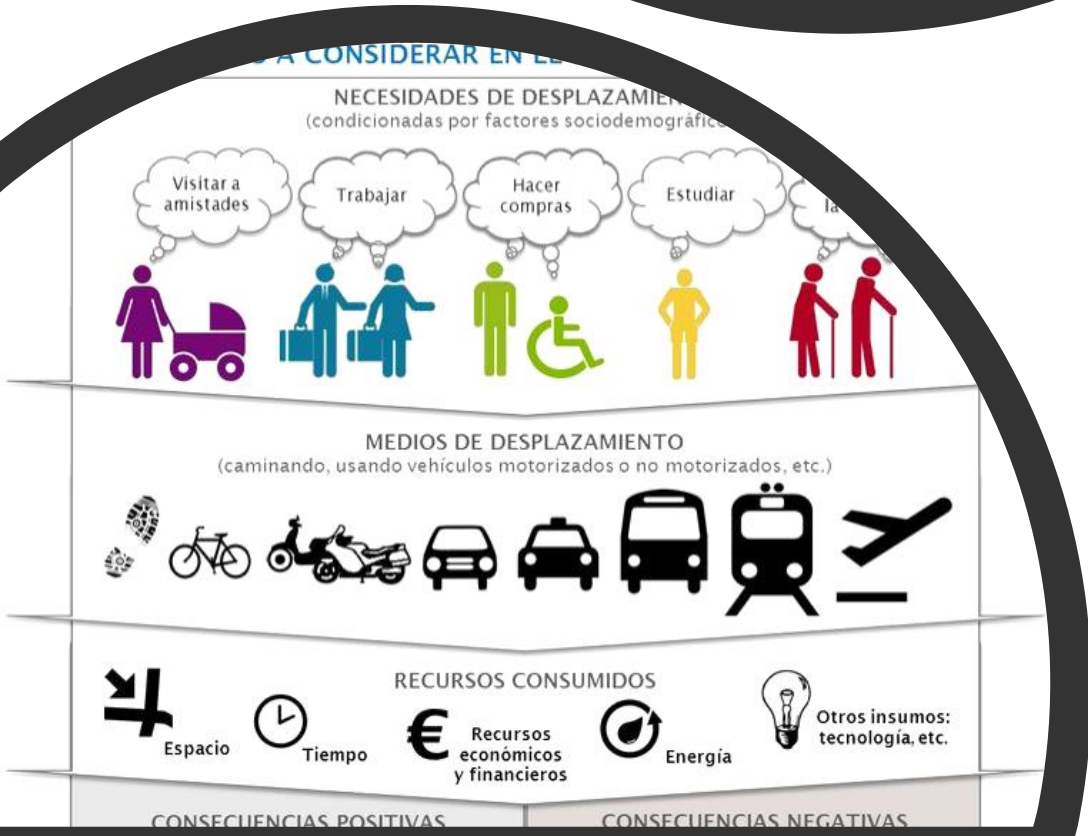 A CONSIDERAR EN
NECESIDADES DE DESPLAZAMIEN
(condicionadas por factores sociodemográfic
Visitar a
amistades
Trabajar
Hacer
compras
Estudiar
la
MEDIOS DE DESPLAZAMIENTO
(caminando, usando vehículos motorizados o no motorizados, etc.)
RECURSOS CONSUMIDOS
Espacio
Tiempo
€
Recursos
económicos
y financieros
Energía
Otros insumos:
tecnología, etc.
CONSECUENCIAS POSITIVAS
CONSECUENCIAS NEGATIVAS